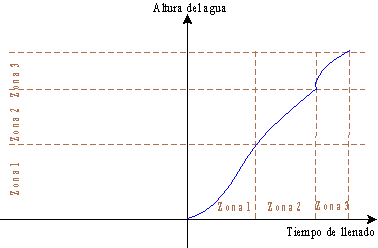 Altura del agua
Zona 3
Zona 2
Zona 1
Zona 1
Zona 2
Zona 3
Tiempo de llenado